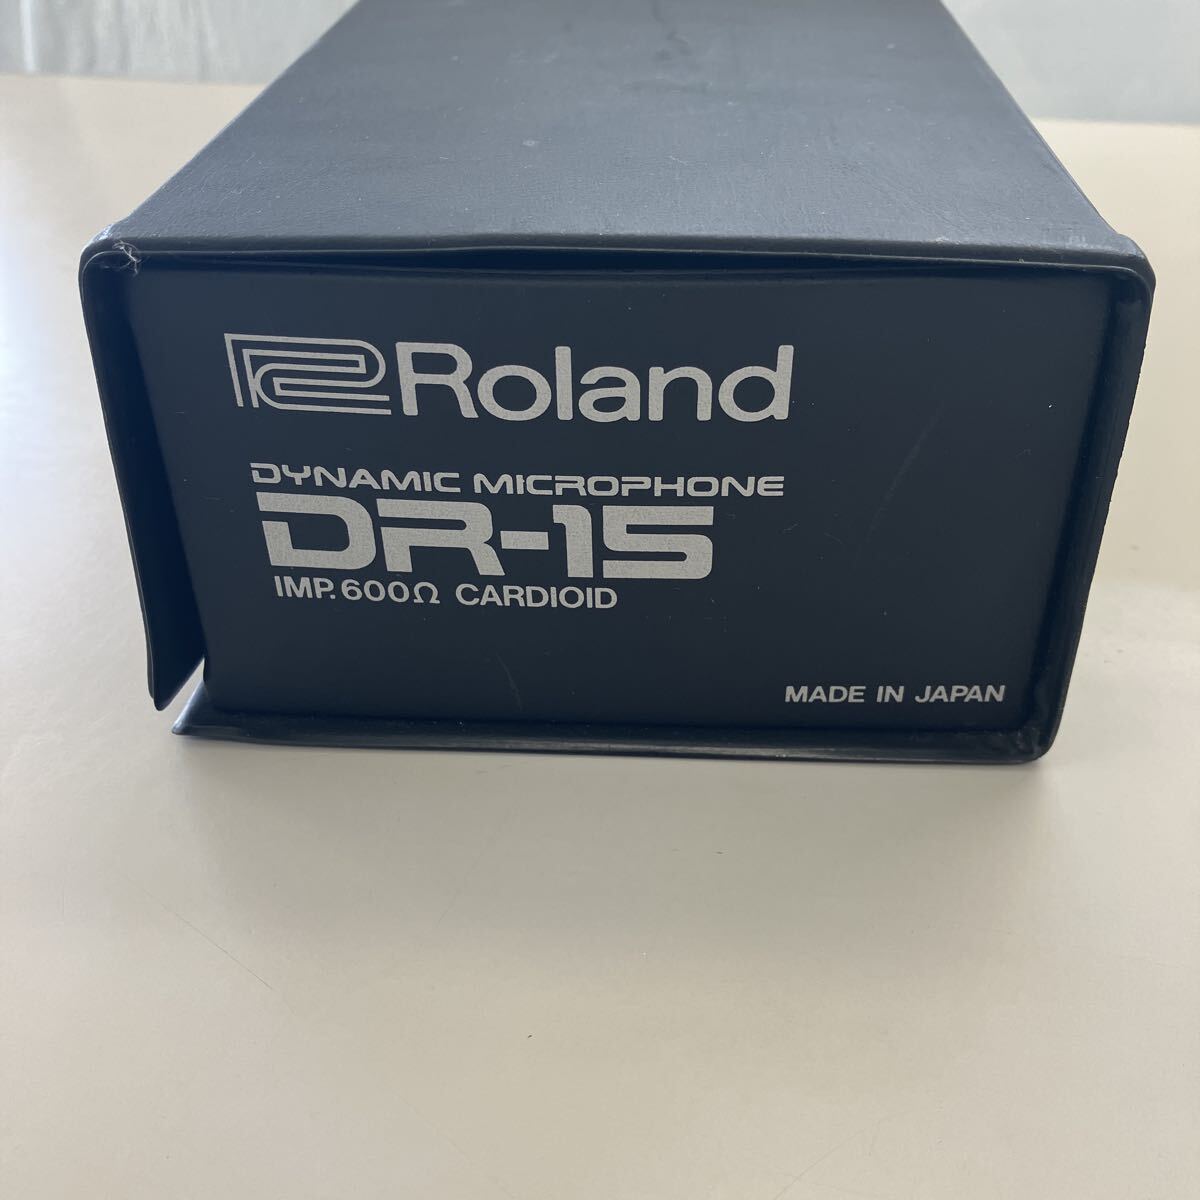 Roland
DYNAMIC MICROPHONE
DR-15
IMP. 600Ω CARDIOID
MADE IN JAPAN